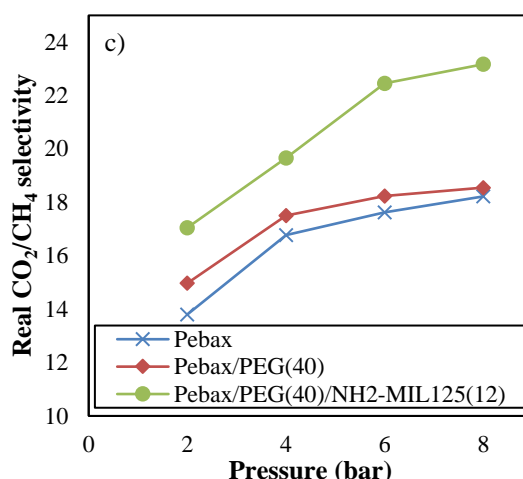 c)
Real CO₂/CH₄ selectivity
24
22
20
18
16
14
12
10
Pebax
Pebax/PEG(40)
Pebax/PEG(40)/NH2-MIL125(12)
0 2 4 6 8
Pressure (bar)